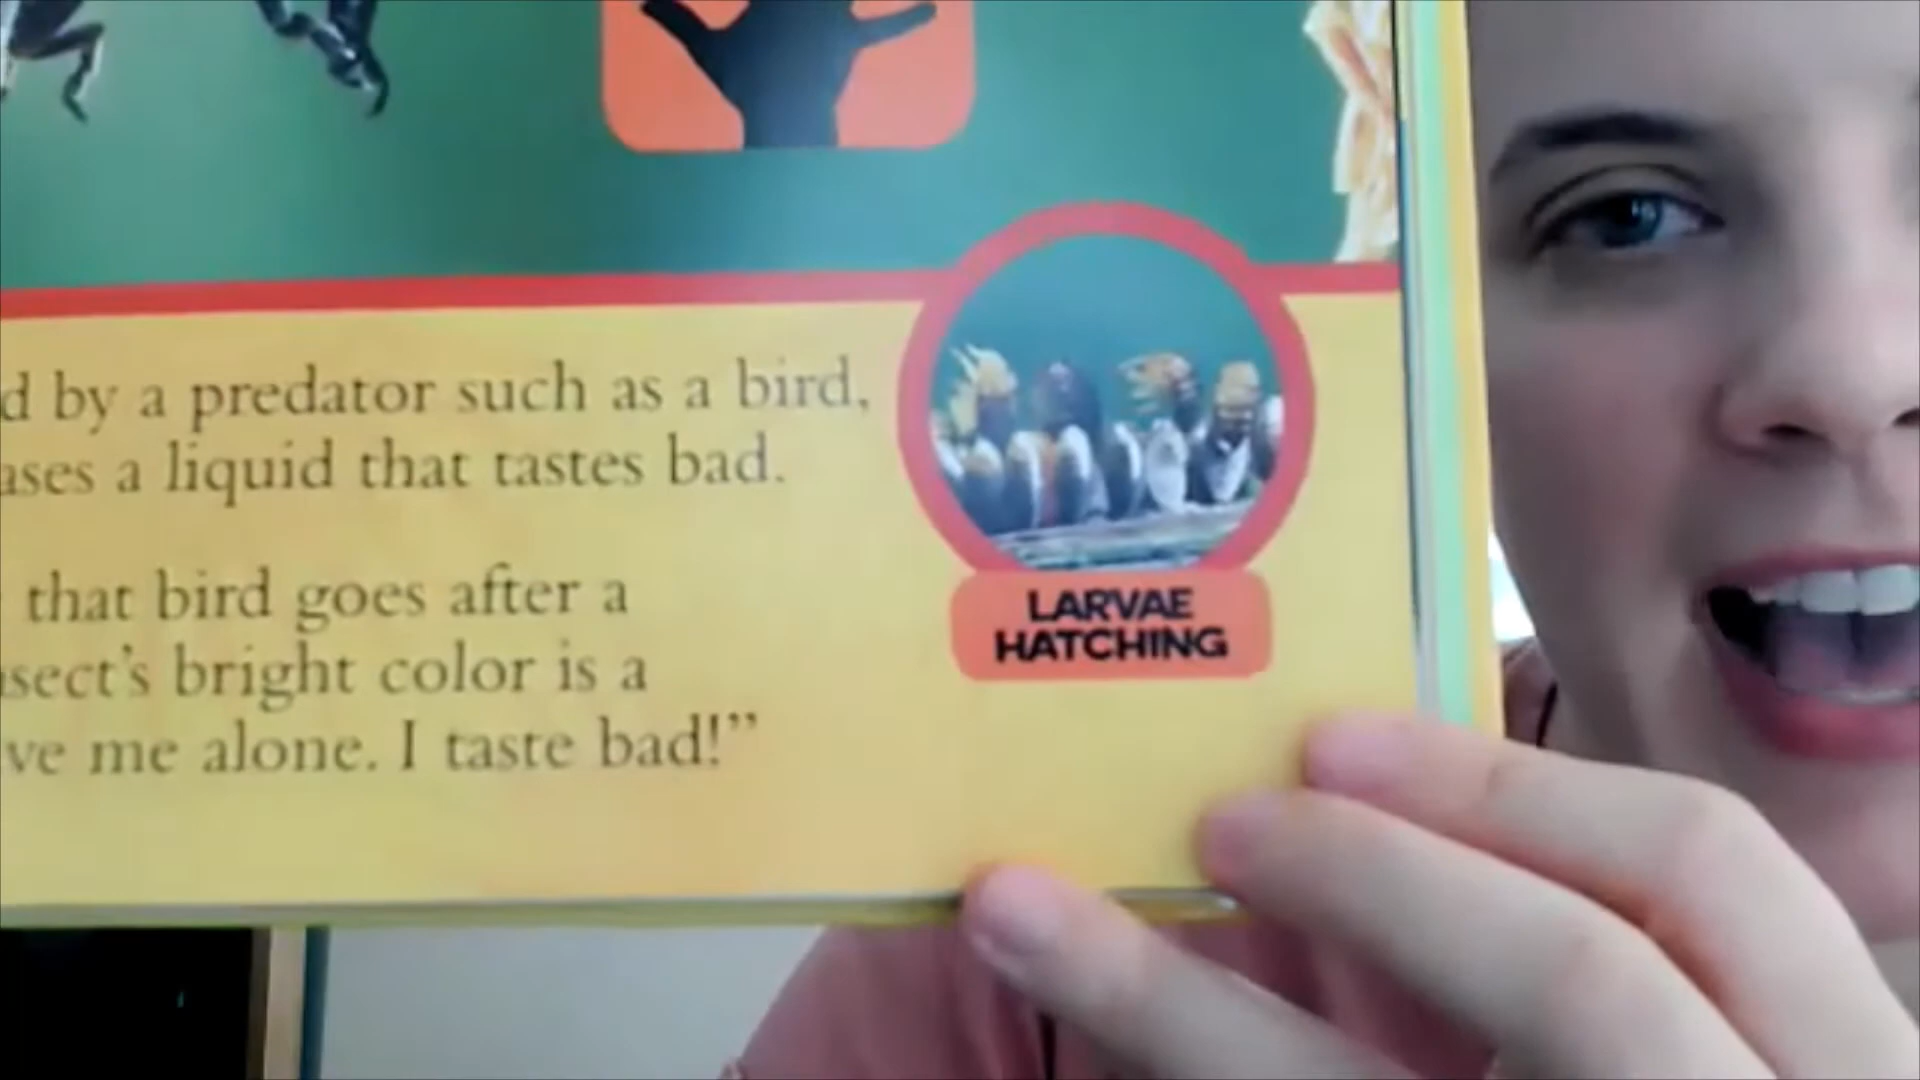 d by a predator such as a bird,
ases a liquid that tastes bad.
that bird goes after a
sect's bright color is a
ve me alone. I taste bad!”
LARVAE
HATCHING